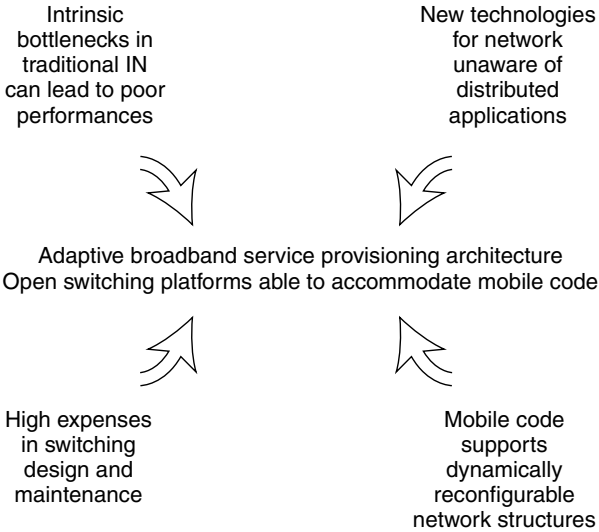 Intrinsic
bottlenecks in
traditional IN
can lead to poor
performances
New technologies
for network
unaware of
distributed
applications
Adaptive broadband service provisioning architecture
Open switching platforms able to accommodate mobile code
High expenses
in switching
design and
maintenance
Mobile code
supports
dynamically
reconfigurable
network structures